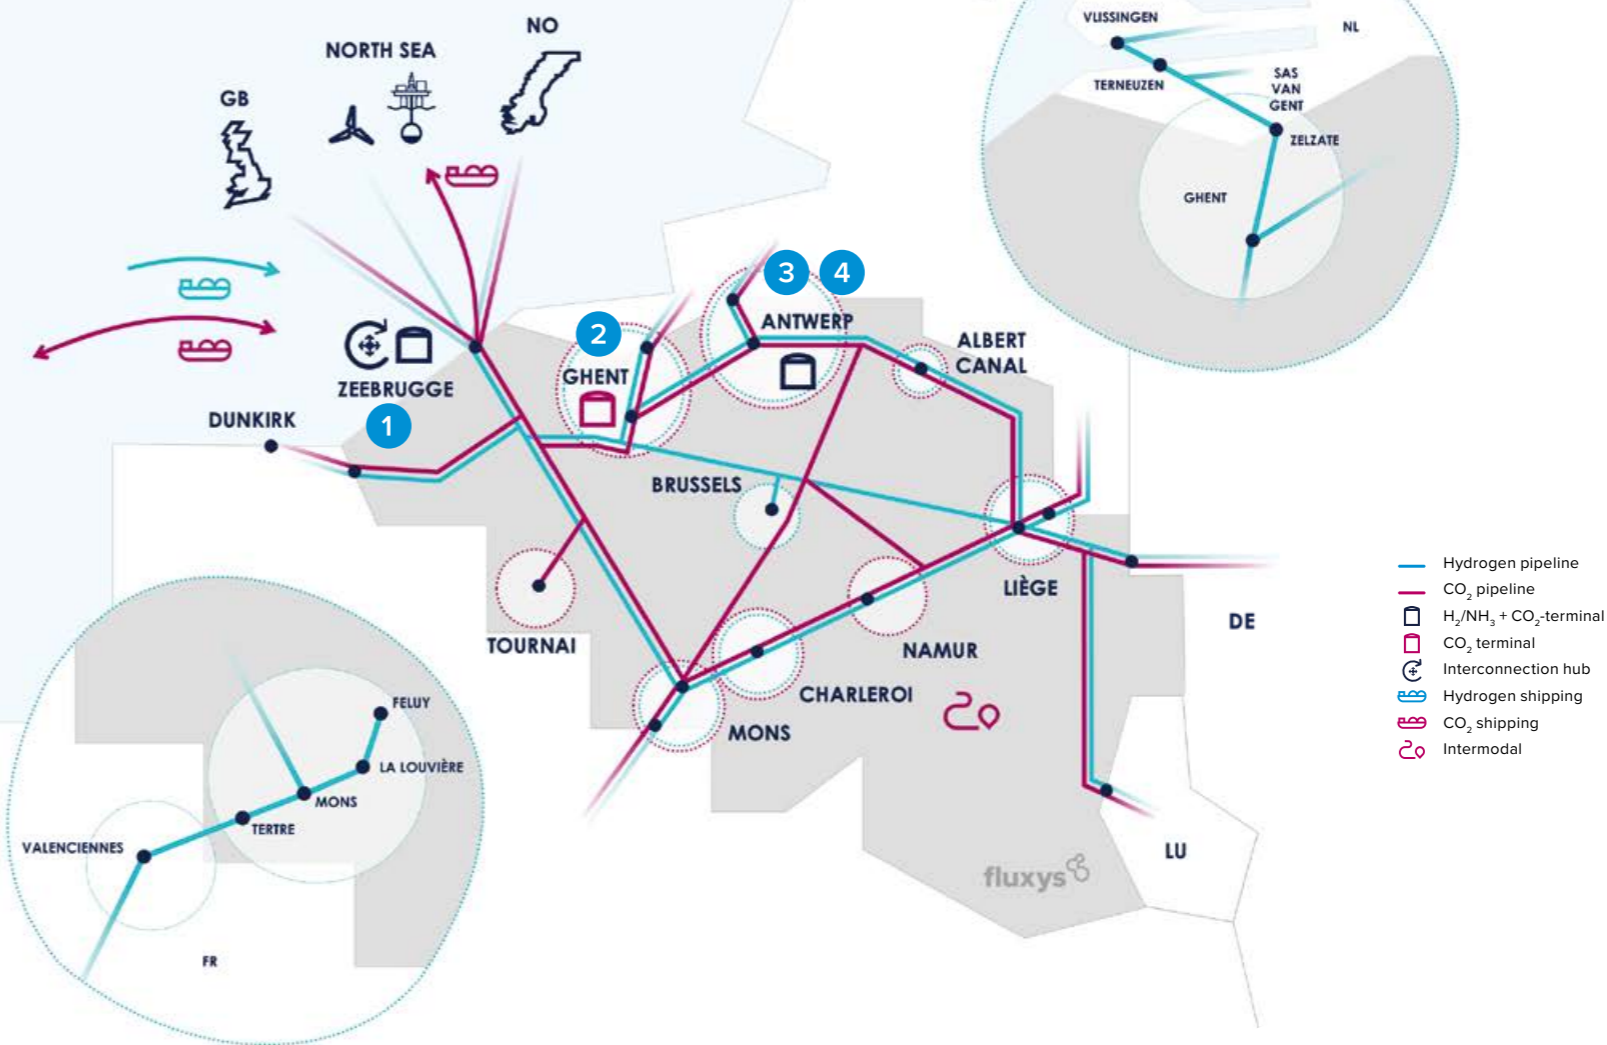 NO
NORTH SEA
GB
VLISSINGEN
NL
TERNEUZEN
SAS
VAN
GENT
ZELZATE
GHENT
3
4
2
ANTWERP
GHENT
ALBERT
CANAL
ZEEBRUGGE
1
DUNKIRK
BRUSSELS
LIÈGE
TOURNAI
NAMUR
CHARLEROI
MONS
DE
LU
fluxys
FELUY
LA LOUVIÈRE
MONS
TERTRE
VALENCIENNES
FR
Hydrogen pipeline
CO₂ pipeline
H₂/NH₃ + CO₂-terminal
CO₂ terminal
Interconnection hub
Hydrogen shipping
CO₂ shipping
Intermodal